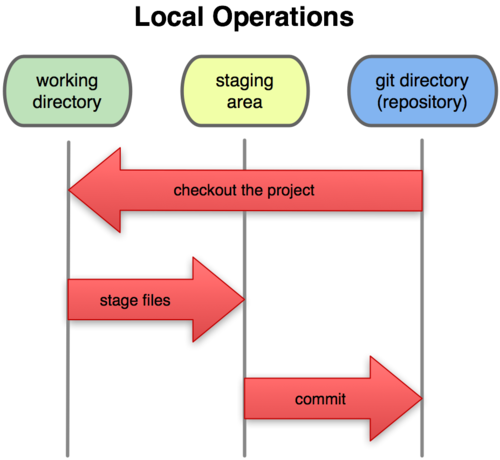 Local Operations
working
directory
staging
area
git directory
(repository)
checkout the project
stage files
commit